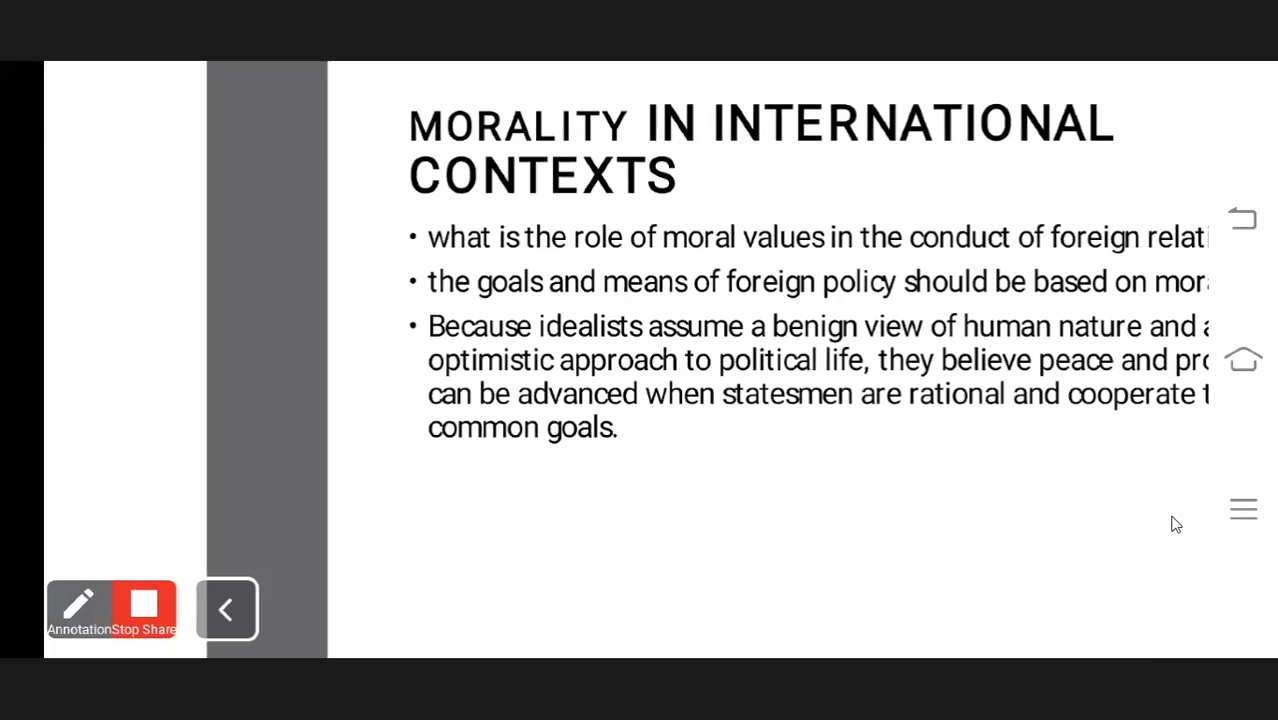 MORALITY IN INTERNATIONAL
CONTEXTS
• what is the role of moral values in the conduct of foreign
• the goals and means of foreign policy should be based on
• Because idealists assume a benign view of human nature and
optimistic approach to political life, they believe peace and
can be advanced when statesmen are rational and cooperate
common goals.
Annotation Stop Share